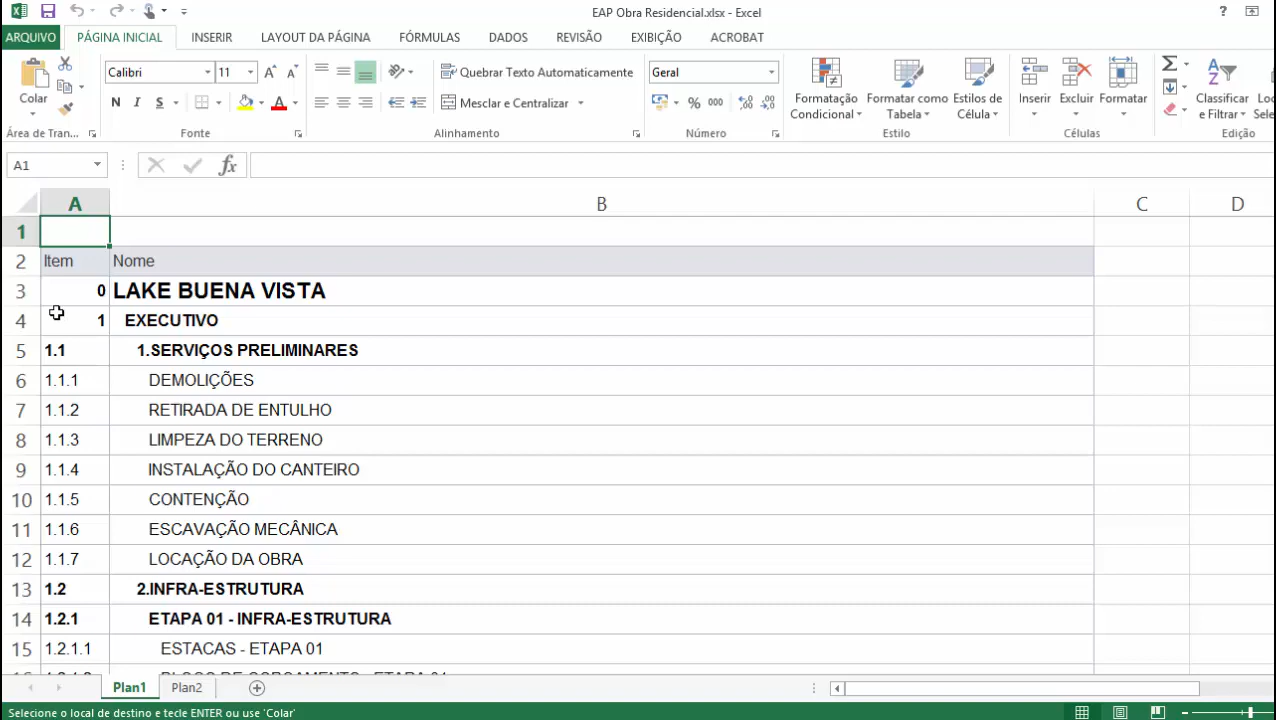 EAP Obra Residencial.xlsx - Excel
?
ARQUIVO PÁGINA INICIAL INSERIR LAYOUT DA PÁGINA FÓRMULAS DADOS REVISÃO EXIBIÇÃO ACROBAT
Colar
Calibri 11
N I S A
Quebrar Texto Automaticamente
Mesclar e Centralizar
Geral
% 000
Formatação Condicional
Formatar como Tabela
Estilos de Célula
Inserir
Excluir
Formatar
Classificar e Filtrar
Área de Tran...
Fonte
Alinhamento
Número
Estilo
Células
Edição
A1 fx
A B C D
1
2 Item Nome
3 0 LAKE BUENA VISTA
4 1 EXECUTIVO
5 1.1 1.SERVIÇOS PRELIMINARES
6 1.1.1 DEMOLIÇÕES
7 1.1.2 RETIRADA DE ENTULHO
8 1.1.3 LIMPEZA DO TERRENO
9 1.1.4 INSTALAÇÃO DO CANTEIRO
10 1.1.5 CONTENÇÃO
11 1.1.6 ESCAVAÇÃO MECÂNICA
12 1.1.7 LOCAÇÃO DA OBRA
13 1.2 2.INFRA-ESTRUTURA
14 1.2.1 ETAPA 01 - INFRA-ESTRUTURA
15 1.2.1.1 ESTACAS - ETAPA 01
Plan1 Plan2
Selecione o local de destino e tecle ENTER ou use 'Colar'